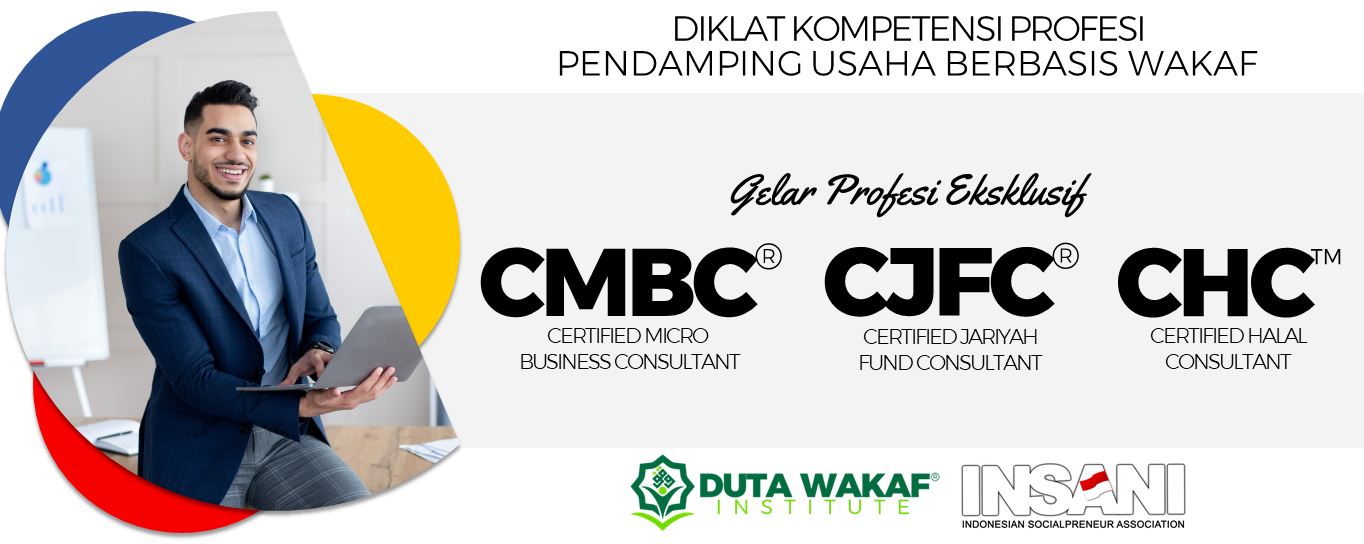 DIKLAT KOMPETENSI PROFESI
PENDAMPING USAHA BERBASIS WAKAF
Gelar Profesi Eksklusif
CMBC®
CERTIFIED MICRO
BUSINESS CONSULTANT
CJFC®
CERTIFIED JARIYAH
FUND CONSULTANT
CHC™
CERTIFIED HALAL
CONSULTANT
DUTA WAKAF®
INSTITUTE
INSANI
INDONESIAN SOCIALPRENEUR ASSOCIATION